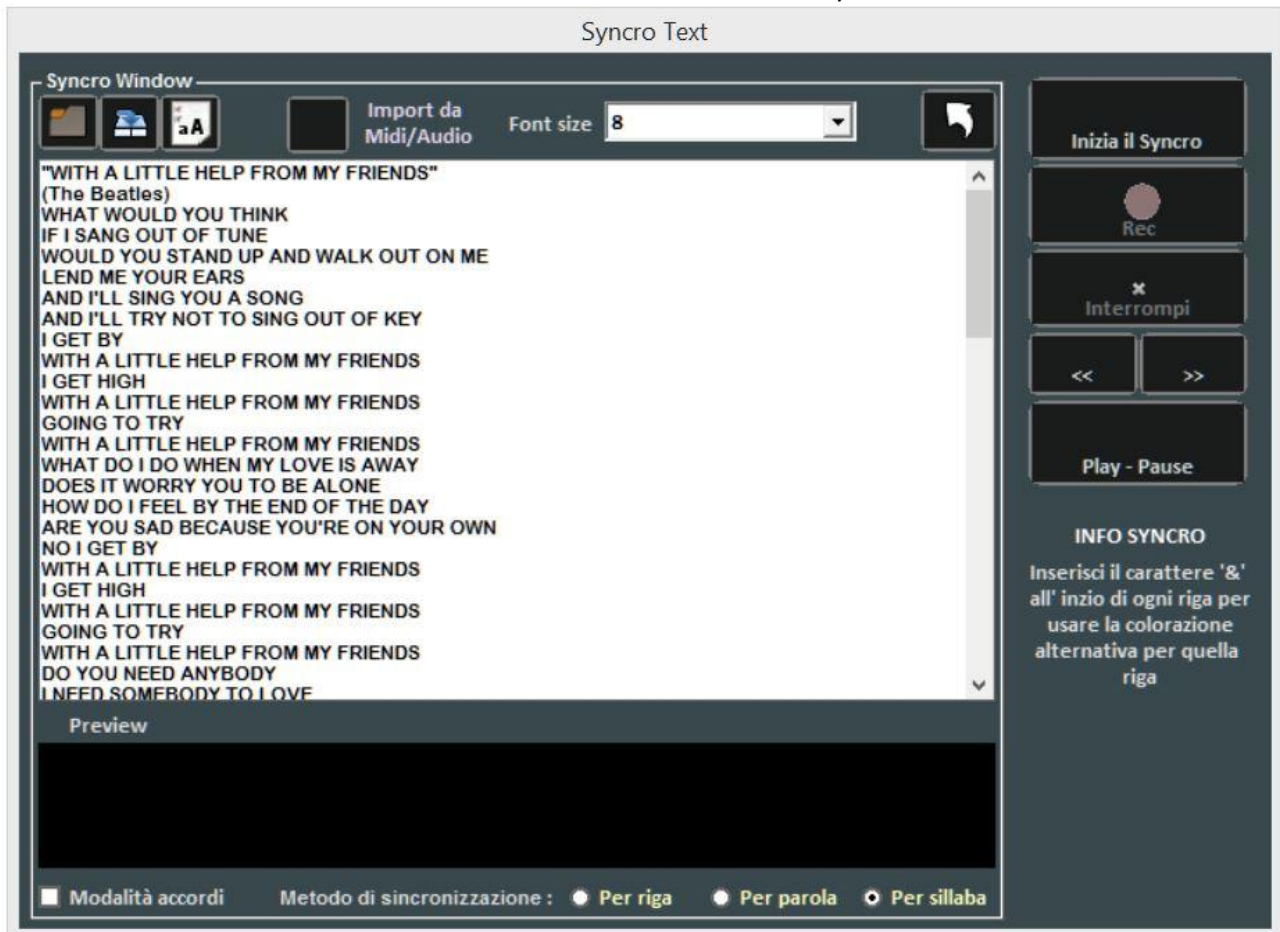 Syncro Text
Syncro Window
aA
Import da
Midi/Audio
Font size
8
"WITH A LITTLE HELP FROM MY FRIENDS"
(The Beatles)
WHAT WOULD YOU THINK
IF I SANG OUT OF TUNE
WOULD YOU STAND UP AND WALK OUT ON ME
LEND ME YOUR EARS
AND I'LL SING YOU A SONG
AND I'LL TRY NOT TO SING OUT OF KEY
I GET BY
WITH A LITTLE HELP FROM MY FRIENDS
I GET HIGH
WITH A LITTLE HELP FROM MY FRIENDS
GOING TO TRY
WITH A LITTLE HELP FROM MY FRIENDS
WHAT DO I DO WHEN MY LOVE IS AWAY
DOES IT WORRY YOU TO BE ALONE
HOW DO I FEEL BY THE END OF THE DAY
ARE YOU SAD BECAUSE YOU'RE ON YOUR OWN
NO I GET BY
WITH A LITTLE HELP FROM MY FRIENDS
I GET HIGH
WITH A LITTLE HELP FROM MY FRIENDS
GOING TO TRY
WITH A LITTLE HELP FROM MY FRIENDS
DO YOU NEED ANYBODY
I NEED SOMEBODY TO LOVE
Preview
Modalità accordi
Metodo di sincronizzazione :
Per riga
Per parola
Per sillaba
Inizia il Syncro
Rec
Interrompi
<<
>>
Play - Pause
INFO SYNCRO
Inserisci il carattere '&'
all' inzio di ogni riga per
usare la colorazione
alternativa per quella
riga